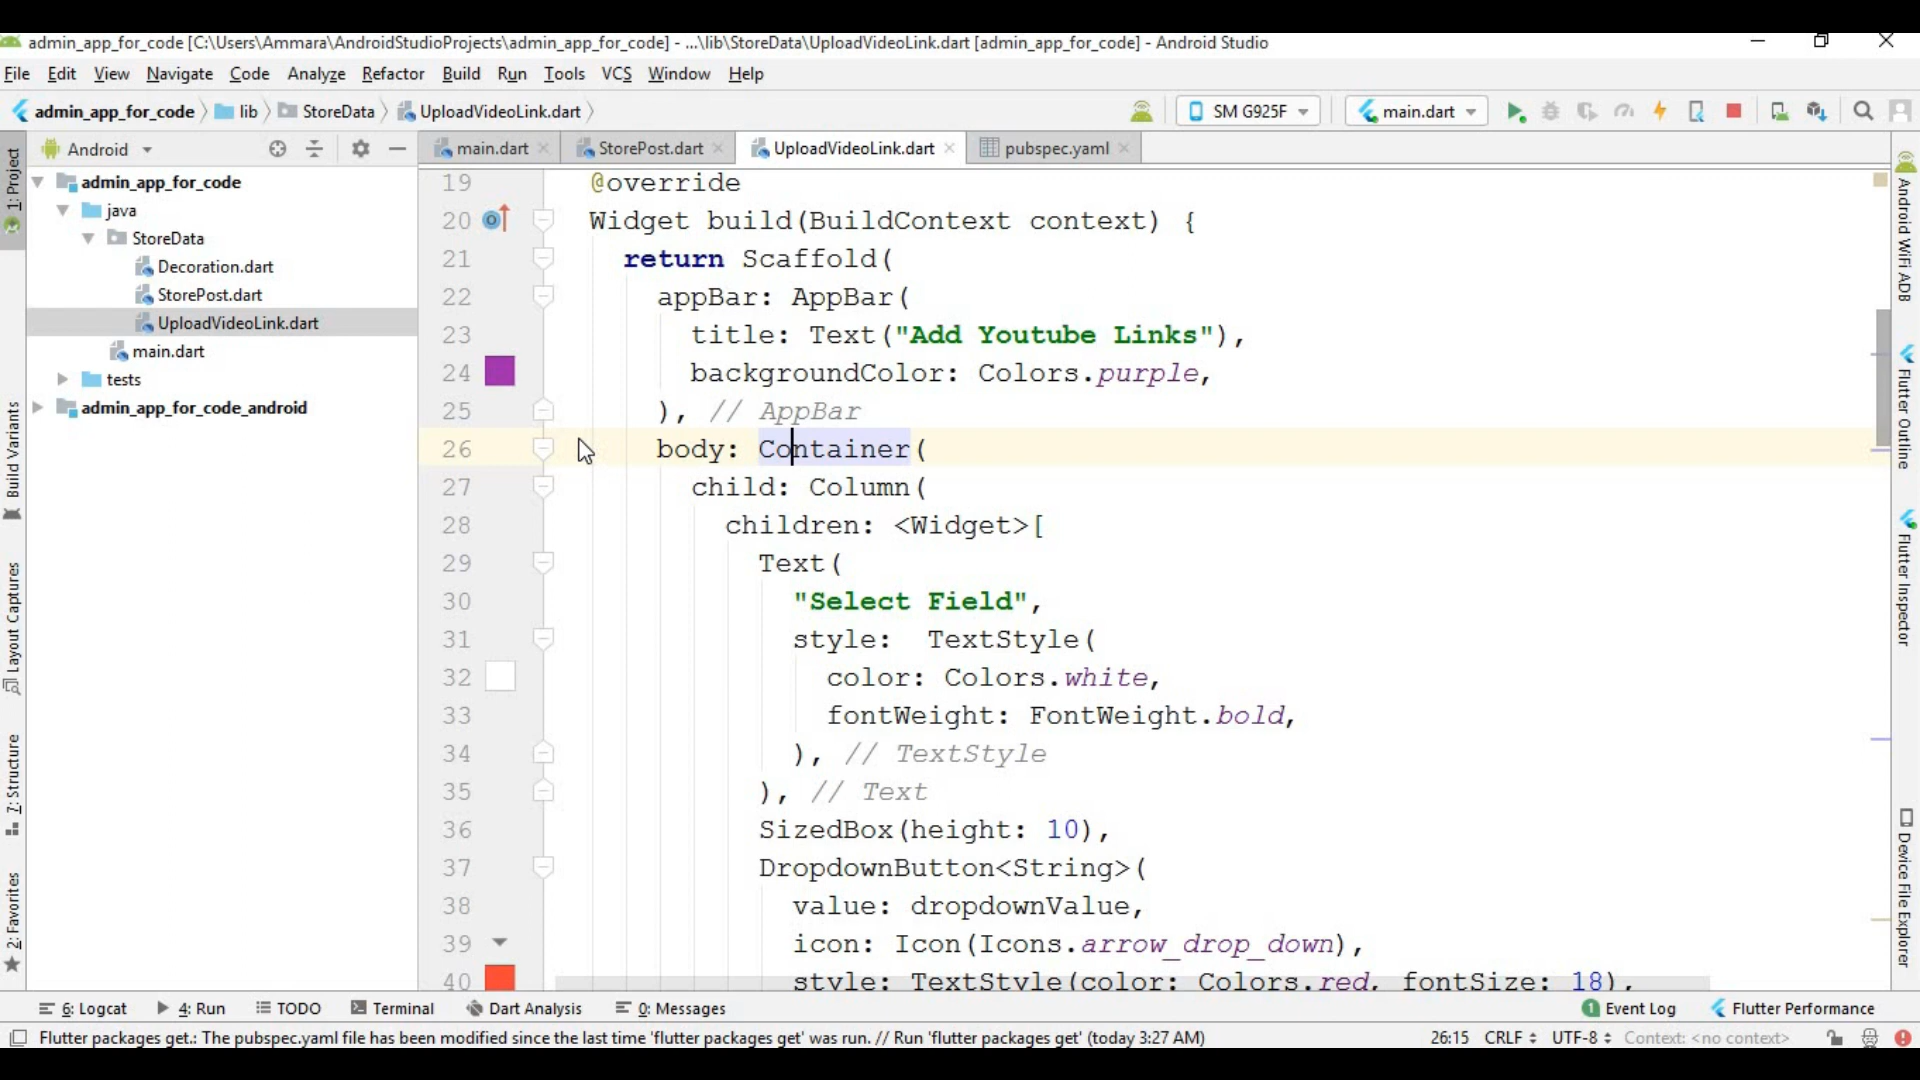 admin_app_for_code [C:\Users\Ammara\AndroidStudioProjects\admin_app_for_code] - ...\lib\StoreData\UploadVideoLink.dart [admin_app_for_code] - Android Studio
File Edit View Navigate Code Analyze Refactor Build Run Tools VCS Window Help
admin_app_for_code lib StoreData UploadVideoLink.dart SM G925F main.dart
Android
main.dart StorePost.dart UploadVideoLink.dart pubspec.yaml
1: Project
Build Variants
Layout Captures
7: Structure
2: Favorites
admin_app_for_code
java
StoreData
Decoration.dart
StorePost.dart
UploadVideoLink.dart
main.dart
tests
admin_app_for_code_android
19 @override
20 Widget build(BuildContext context) {
21 return Scaffold(
22 appBar: AppBar(
23 title: Text("Add Youtube Links"),
24 backgroundColor: Colors.purple,
25 ), // AppBar
26 body: Container(
27 child: Column(
28 children: <Widget>[
29 Text(
30 "Select Field",
31 style:  TextStyle(
32 color: Colors.white,
33 fontWeight: FontWeight.bold,
34 ), // TextStyle
35 ), // Text
36 SizedBox(height: 10),
37 DropdownButton<String>(
38 value: dropdownValue,
39 icon: Icon(Icons.arrow_drop_down),
40 style: TextStyle(color: Colors.red, fontSize: 18),
Android WiFi ADB
Flutter Outline
Flutter Inspector
Device File Explorer
6: Logcat 4: Run TODO Terminal Dart Analysis 0: Messages 1 Event Log Flutter Performance
Flutter packages get.: The pubspec.yaml file has been modified since the last time 'flutter packages get' was run. // Run 'flutter packages get' (today 3:27 AM) 26:15 CRLF UTF-8 Context: <no context>